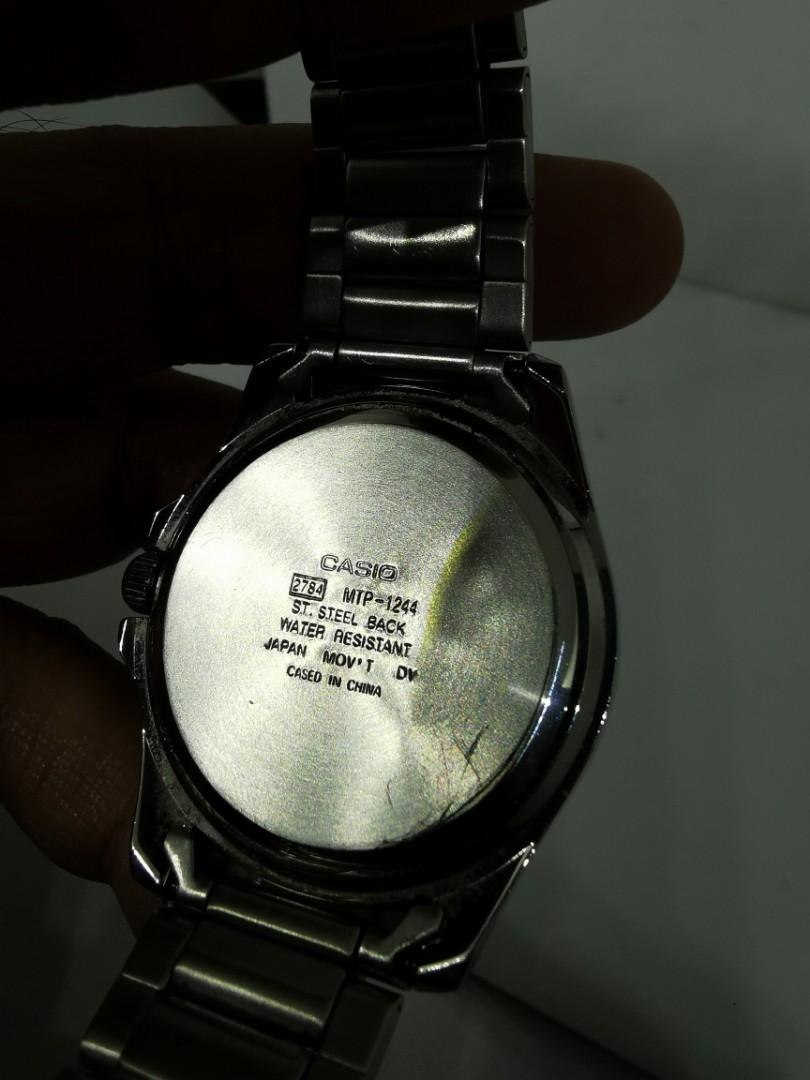 CASIO
2784 MTP-1244
ST. STEEL BACK
WATER RESISTANT
JAPAN MOV'T DV
CASED IN CHINA